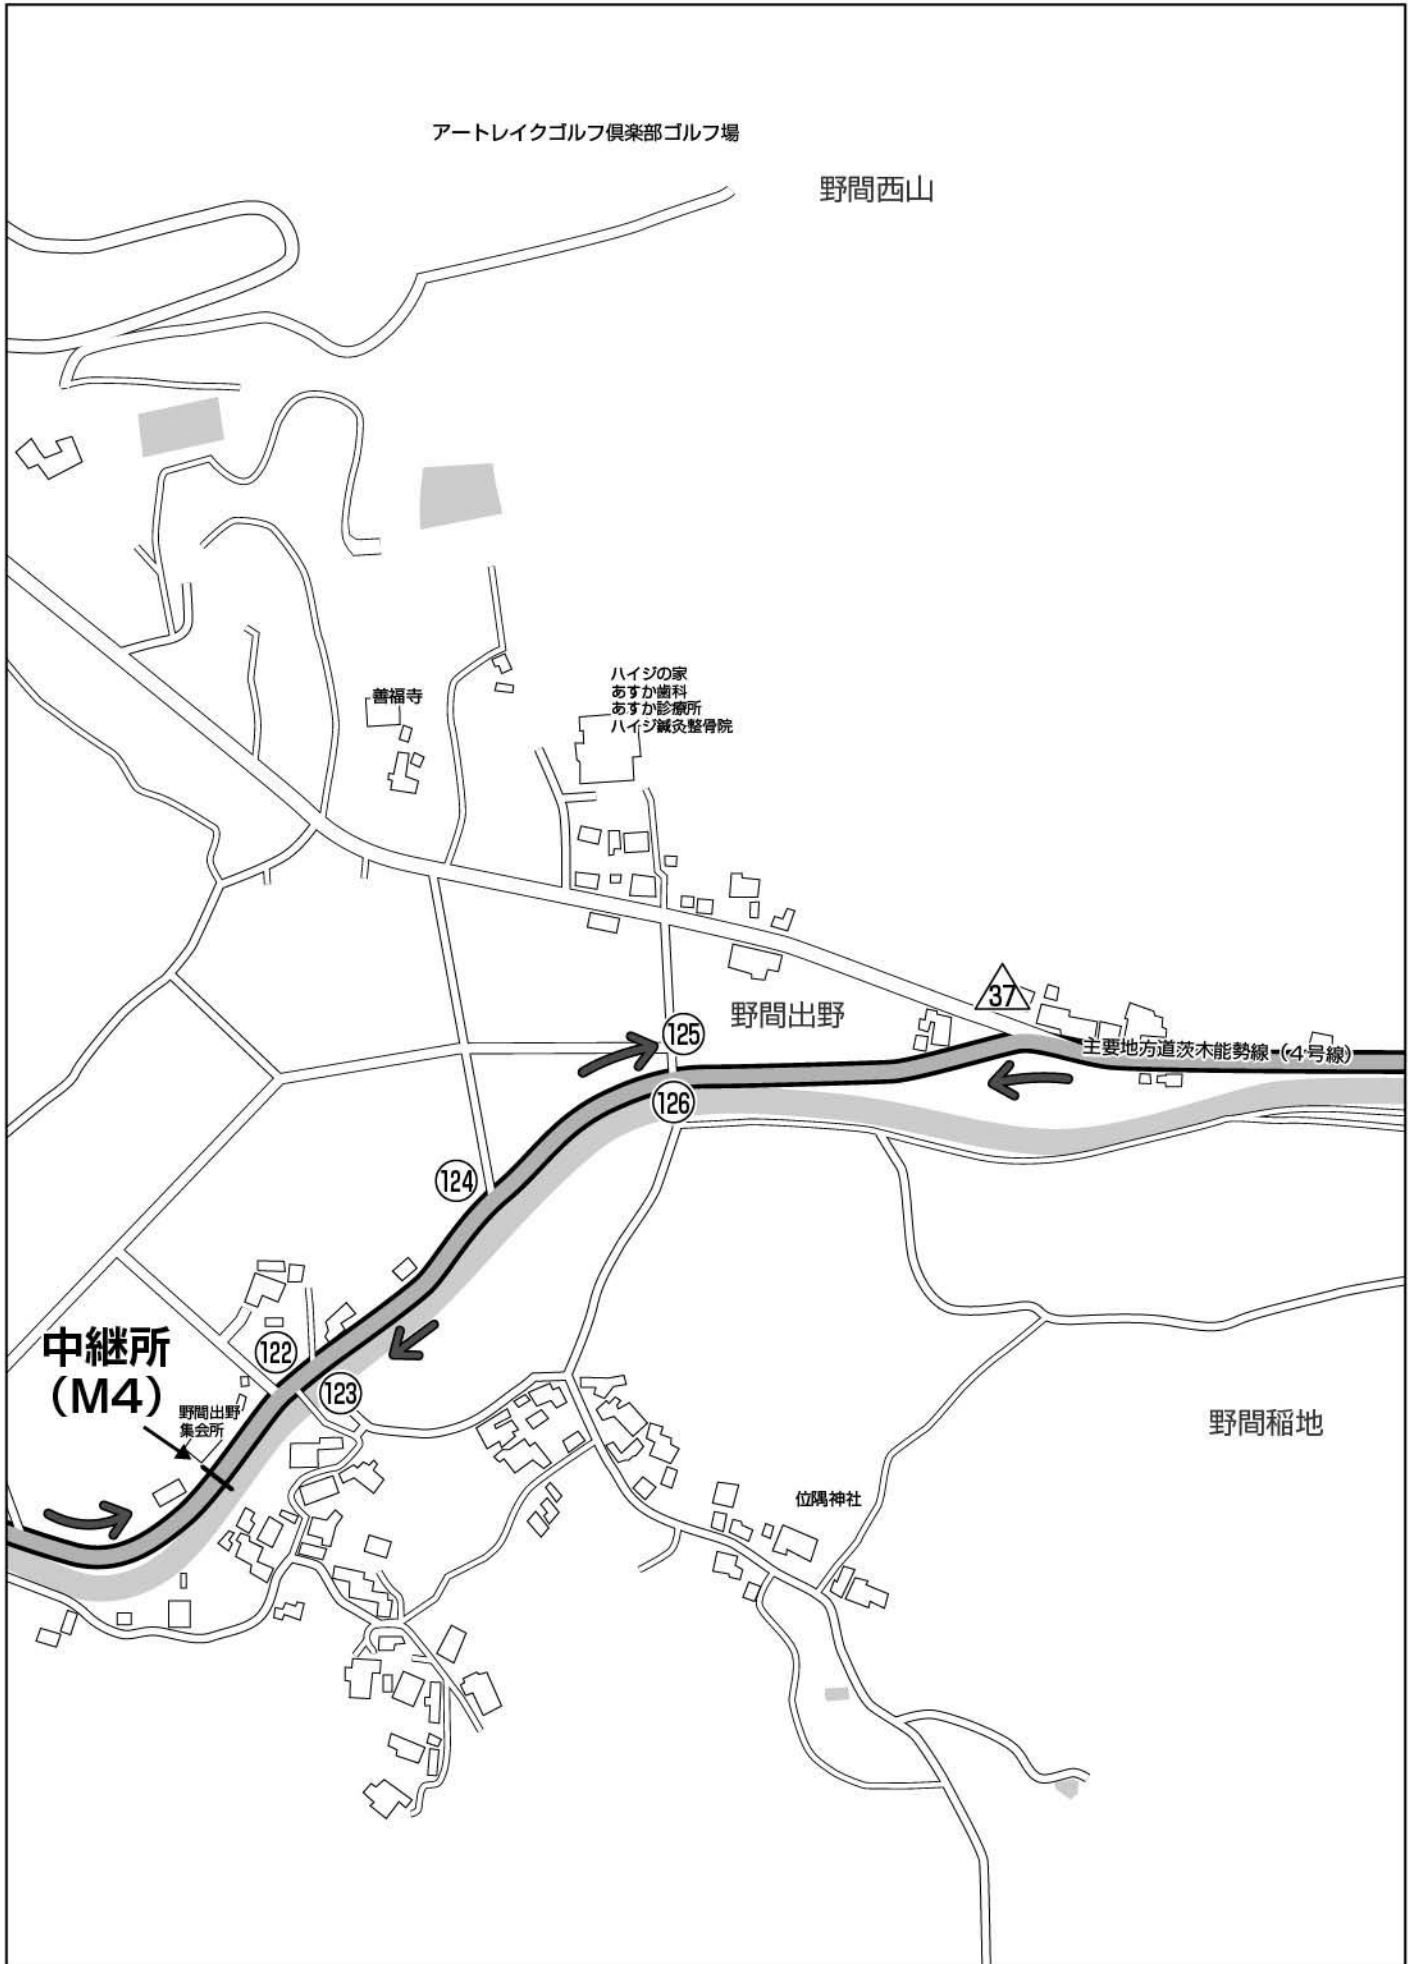 アートレイクゴルフ倶楽部ゴルフ場
野間西山
善福寺
ハイジの家
あすか歯科
あすか診療所
ハイジ鍼灸整骨院
37
125
野間出野
主要地方道茨木能勢線（4号線）
126
124
122
中継所
（M4）
123
野間出野
集会所
野間稲地
位隅神社